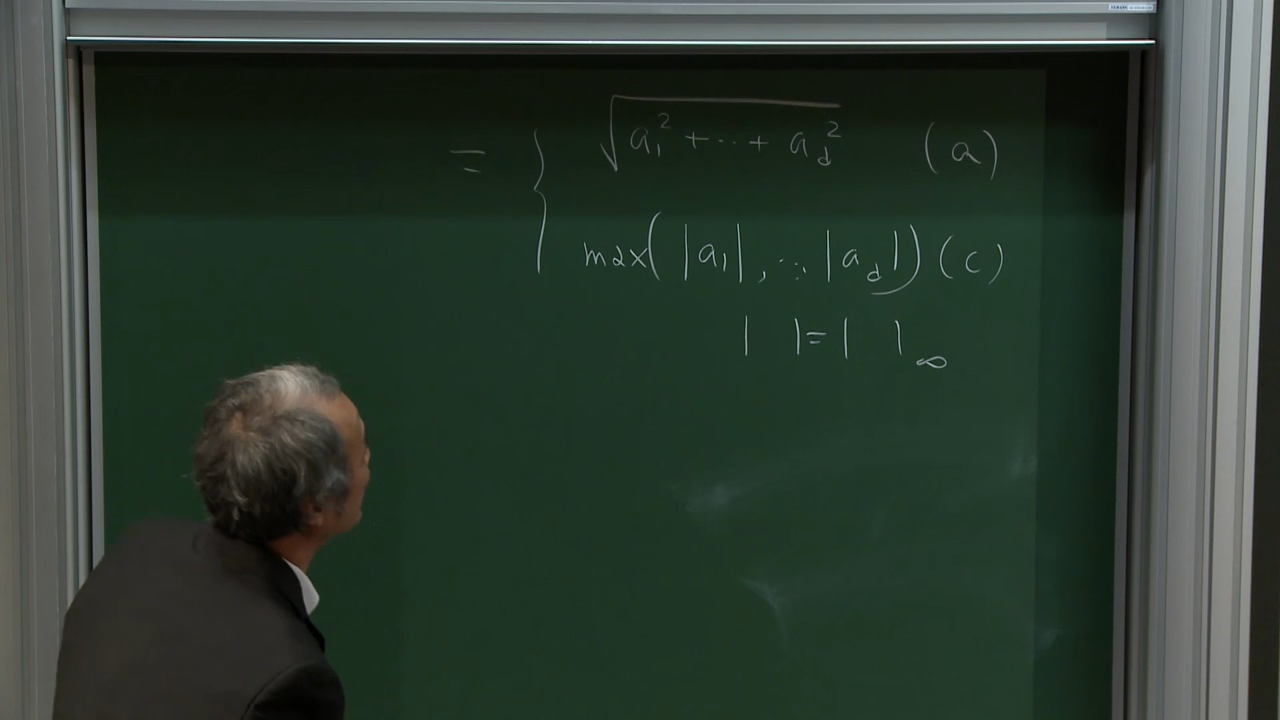 = { √(a₁² + ⋯ + a_d²) (a)
max(|a₁|, ⋯, |a_d|) (c)
| |=| |_∞